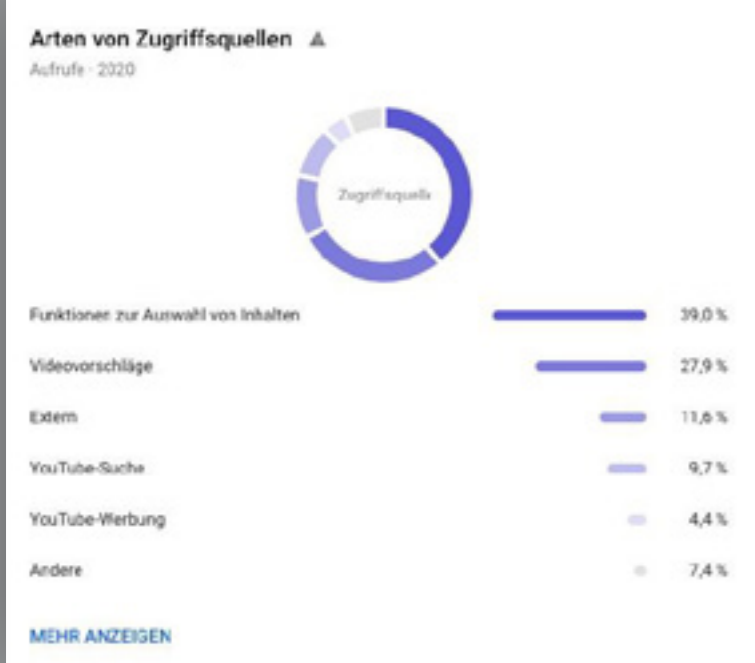 Arten von Zugriffsquellen
Aufrufe · 2020
Zugriffsquelle
Funktionen zur Auswahl von Inhalten 39,0 %
Videovorschläge 27,9 %
Extern 11,6 %
YouTube-Suche 9,7 %
YouTube-Werbung 4,4 %
Andere 7,4 %
MEHR ANZEIGEN